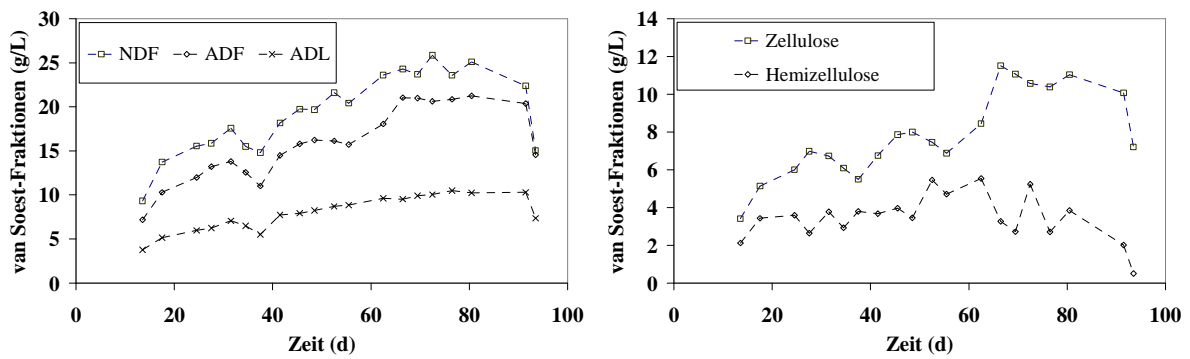 van Soest-Fraktionen (g/L)
30
25
20
15
10
5
0
NDF ADF ADL
0 20 40 60 80 100
Zeit (d)
van Soest-Fraktionen (g/L)
14
12
10
8
6
4
2
0
Zellulose
Hemizellulose
0 20 40 60 80 100
Zeit (d)